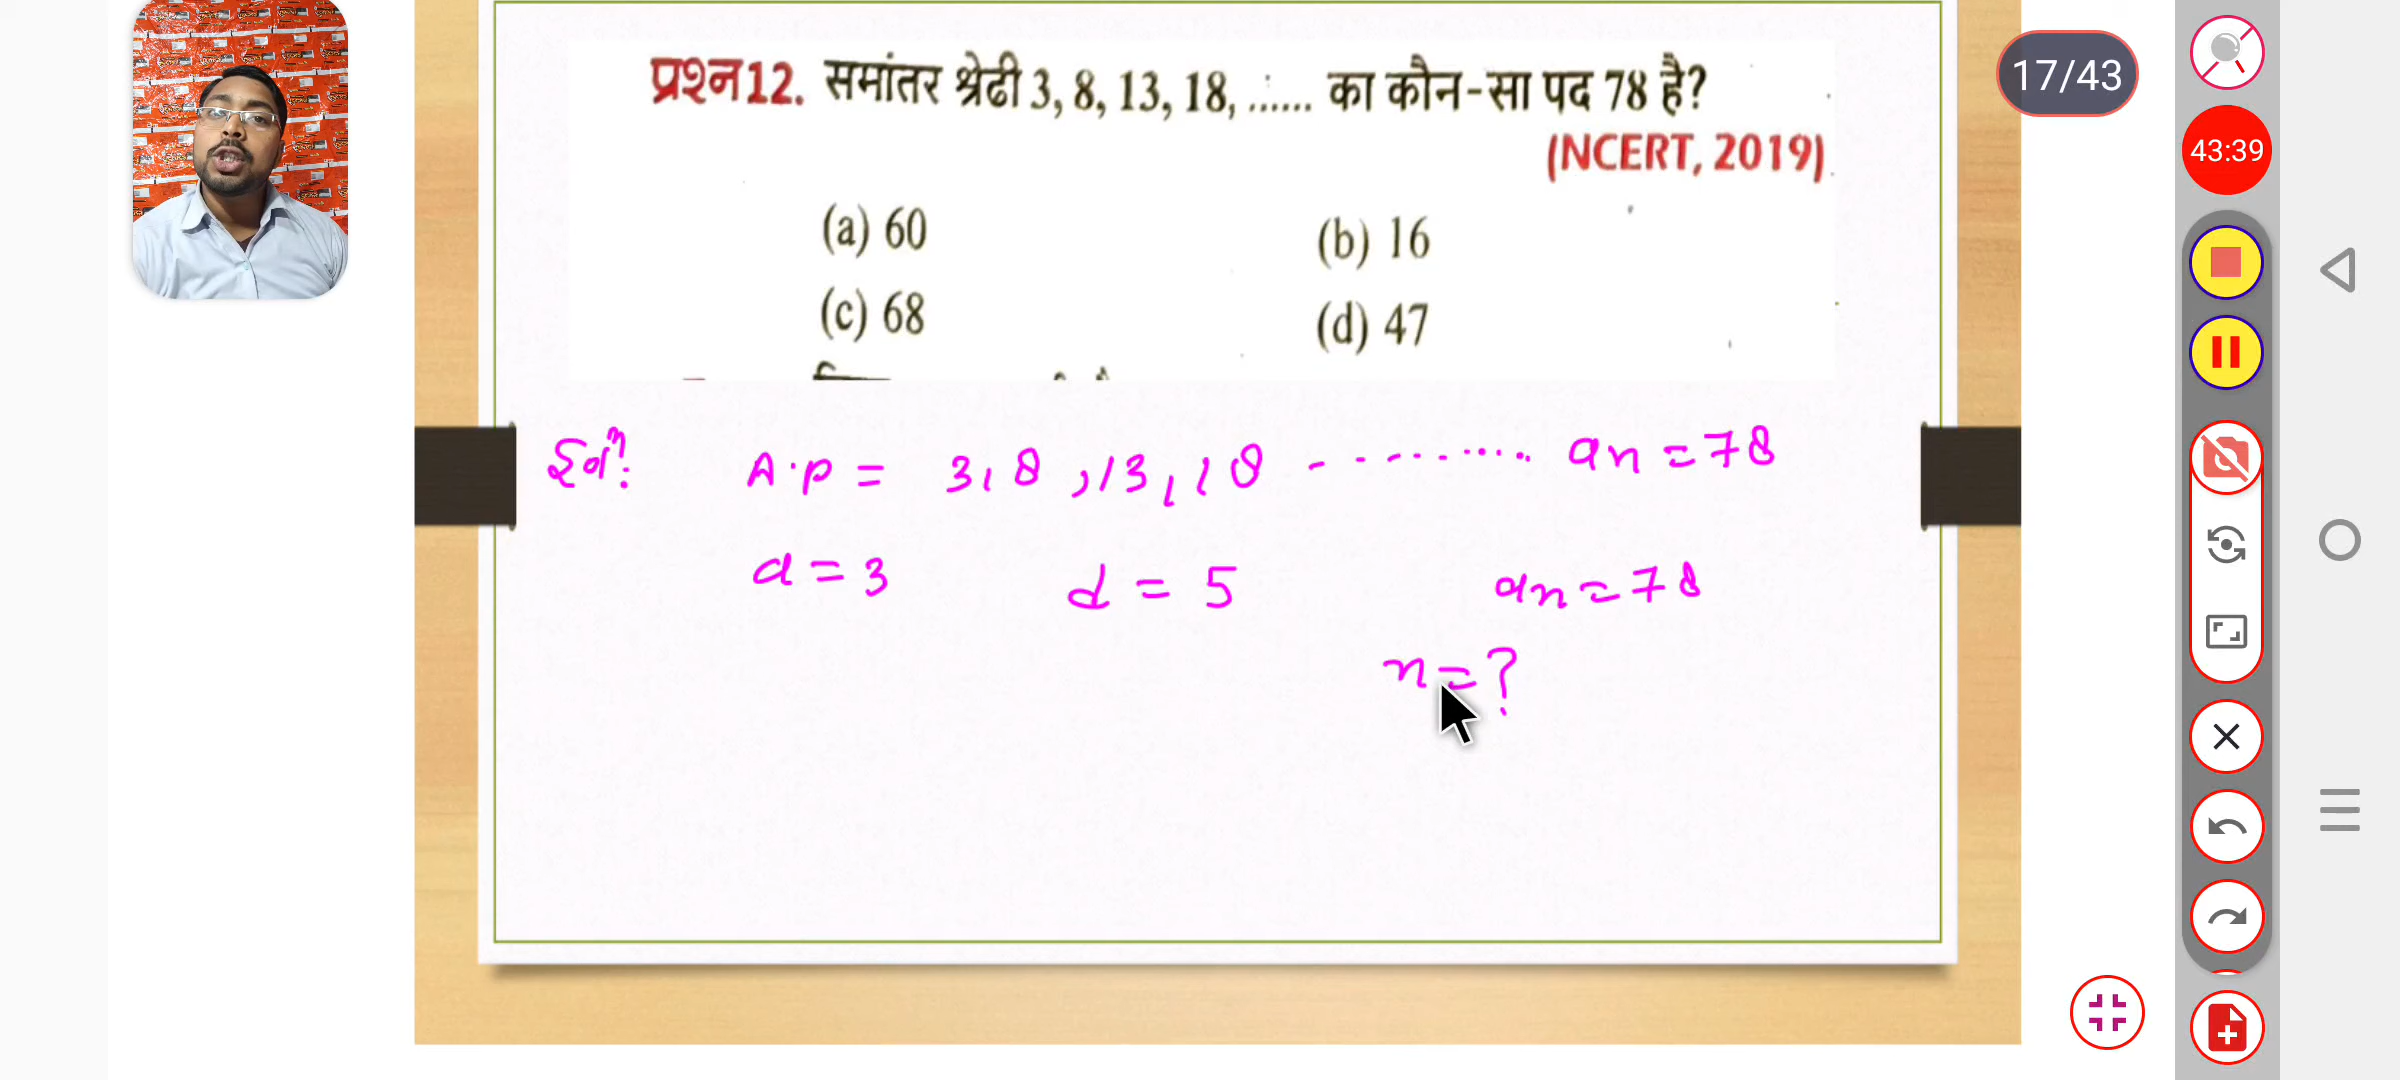 प्रश्न12. समांतर श्रेढी 3, 8, 13, 18, ...... का कौन-सा पद 78 है?
(NCERT, 2019)
(a) 60
(b) 16
(c) 68
(d) 47
A.P = 3, 8, 13, 18 .......... an = 78
a = 3
d = 5
an = 78
n = ?
17/43
43:39